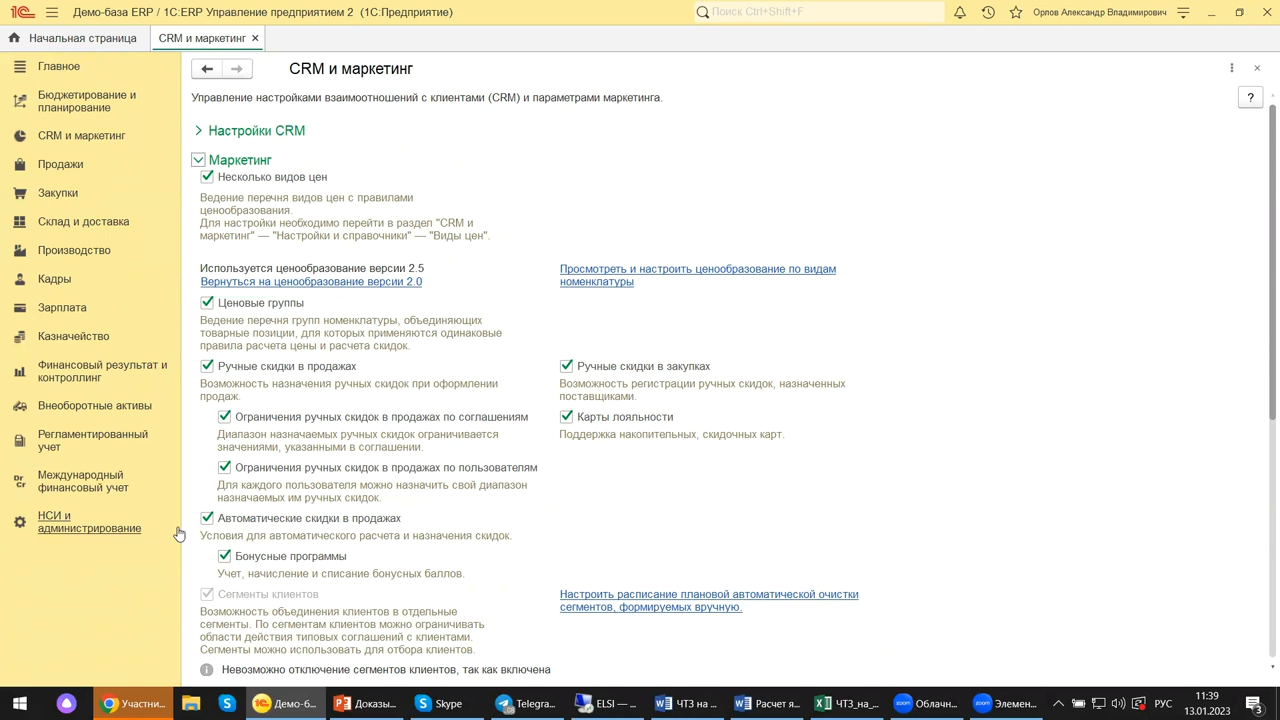 Демо-база ERP / 1С:ERP Управление предприятием 2 (1С:Предприятие)
Поиск Ctrl+Shift+F
Орлов Александр Владимирович
Начальная страница
CRM и маркетинг ×
Главное
Бюджетирование и
планирование
CRM и маркетинг
Продажи
Закупки
Склад и доставка
Производство
Кадры
Зарплата
Казначейство
Финансовый результат и
контроллинг
Внеоборотные активы
Регламентированный
учет
Международный
финансовый учет
НСИ и
администрирование
CRM и маркетинг
Управление настройками взаимоотношений с клиентами (CRM) и параметрами маркетинга.
?
Настройки CRM
Маркетинг
Несколько видов цен
Ведение перечня видов цен с правилами
ценообразования.
Для настройки необходимо перейти в раздел "CRM и
маркетинг" — "Настройки и справочники" — "Виды цен".
Используется ценообразование версии 2.5
Вернуться на ценообразование версии 2.0
Просмотреть и настроить ценообразование по видам
номенклатуры
Ценовые группы
Ведение перечня групп номенклатуры, объединяющих
товарные позиции, для которых применяются одинаковые
правила расчета цены и расчета скидок.
Ручные скидки в продажах
Возможность назначения ручных скидок при оформлении
продаж.
Ручные скидки в закупках
Возможность регистрации ручных скидок, назначенных
поставщиками.
Ограничения ручных скидок в продажах по соглашениям
Диапазон назначаемых ручных скидок ограничивается
значениями, указанными в соглашении.
Карты лояльности
Поддержка накопительных, скидочных карт.
Ограничения ручных скидок в продажах по пользователям
Для каждого пользователя можно назначить свой диапазон
назначаемых им ручных скидок.
Автоматические скидки в продажах
Условия для автоматического расчета и назначения скидок.
Бонусные программы
Учет, начисление и списание бонусных баллов.
Сегменты клиентов
Возможность объединения клиентов в отдельные
сегменты. По сегментам клиентов можно ограничивать
области действия типовых соглашений с клиентами.
Сегменты можно использовать для отбора клиентов.
Настроить расписание плановой автоматической очистки
сегментов, формируемых вручную.
Невозможно отключение сегментов клиентов, так как включена
Участни...
Демо-б...
Доказы...
Skype
Telegra...
ELSI — ...
ЧТЗ на ...
Расчет я...
ЧТЗ_на_...
Облачн...
Элемен...
РУС
11:39
13.01.2023
3